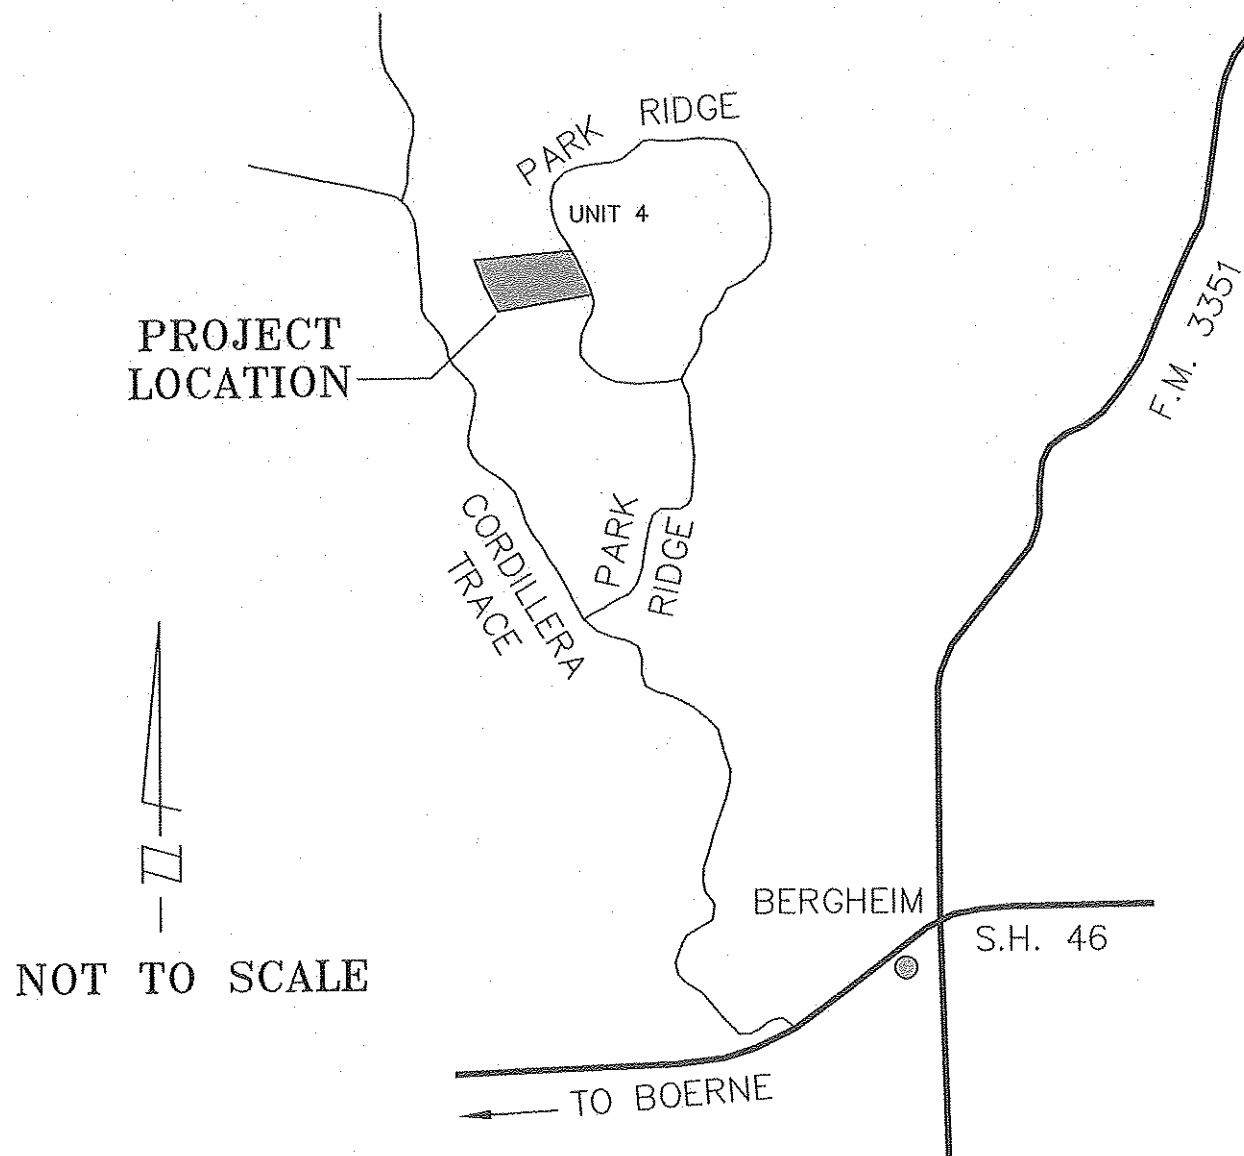 RIDGE
PARK
UNIT 4
F.M. 3351
PROJECT
LOCATION
CORDILLERA
TRACE
PARK
RIDGE
N
BERGHEIM
S.H. 46
NOT TO SCALE
TO BOERNE